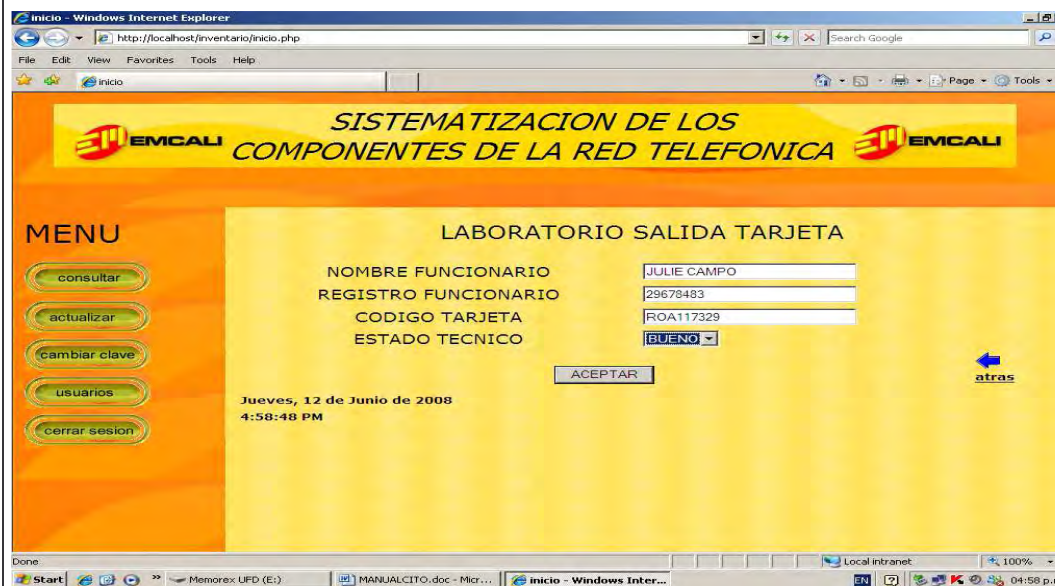 inicio - Windows Internet Explorer
http://localhost/inventario/inicio.php
Search Google
File Edit View Favorites Tools Help
inicio
Page Tools
EMCALI
SISTEMATIZACION DE LOS
COMPONENTES DE LA RED TELEFONICA
EMCALI
MENU
consultar
actualizar
cambiar clave
usuarios
cerrar sesion
LABORATORIO SALIDA TARJETA
NOMBRE FUNCIONARIO JULIE CAMPO
REGISTRO FUNCIONARIO 29678483
CODIGO TARJETA ROA117329
ESTADO TECNICO BUENO
ACEPTAR
atras
Jueves, 12 de Junio de 2008
4:58:48 PM
Done Local intranet 100%
Start » Memorex UFD (E:) MANUALCITO.doc - Micr... inicio - Windows Inter... EN 04:58 p.